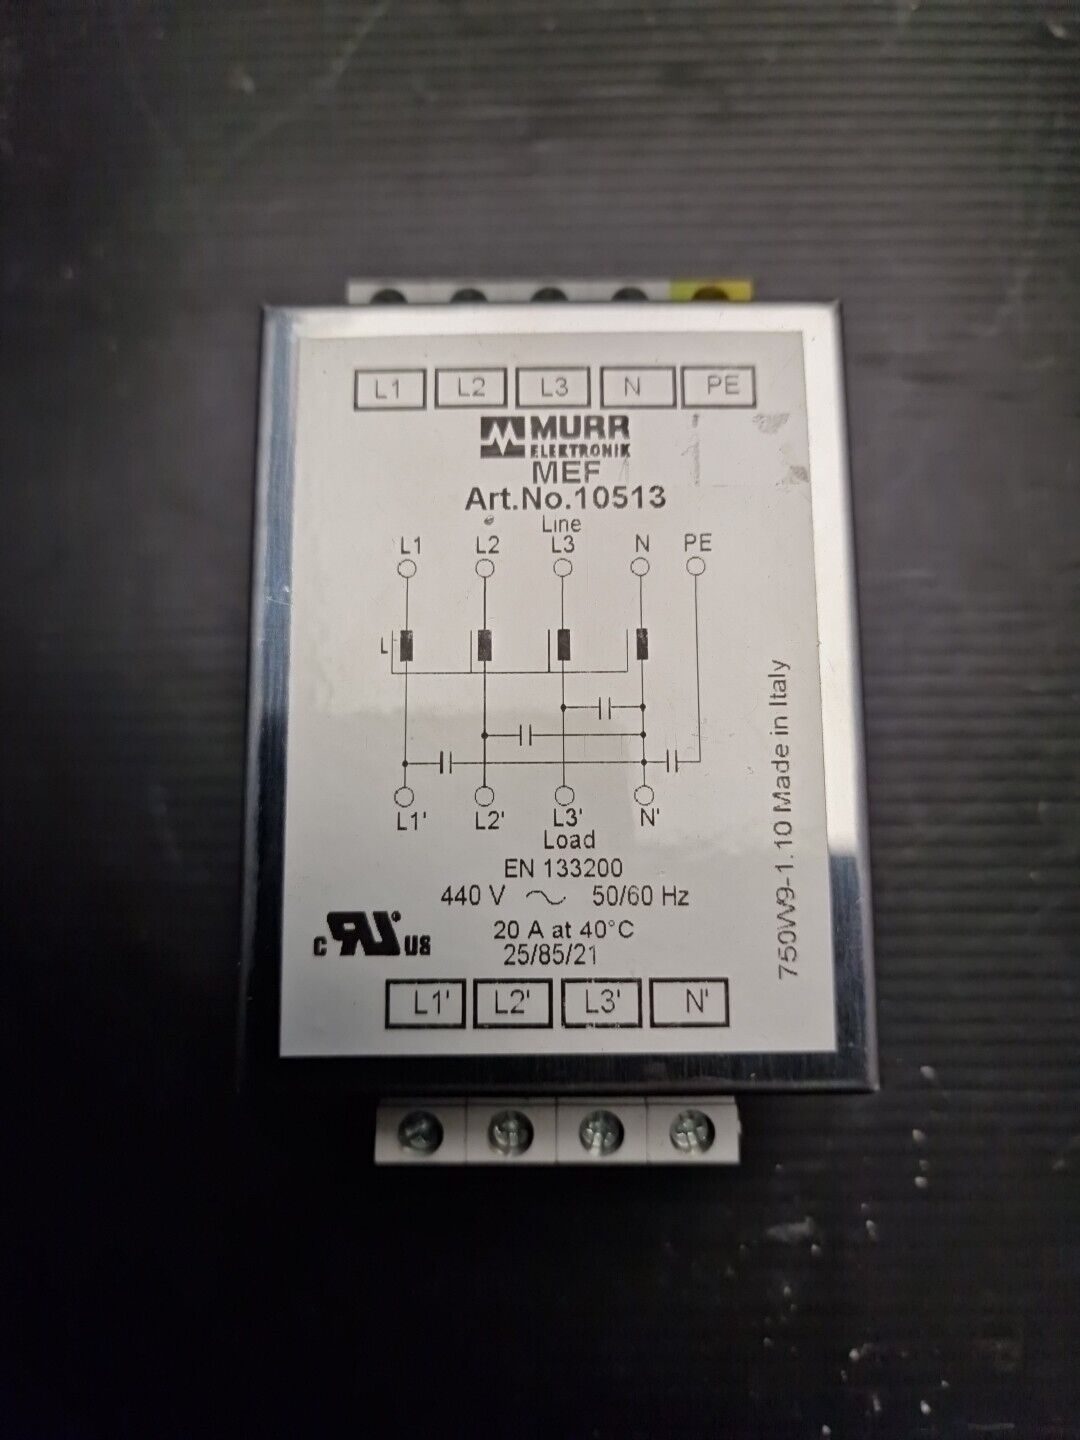 L1 L2 L3 N PE
MURR
ELEKTRONIK
MEF
Art.No.10513
Line
L1 L2 L3 N PE
L
L1' L2' L3' N'
Load
EN 133200
440 V 50/60 Hz
20 A at 40°C
25/85/21
c RU ® US
L1' L2' L3' N'
750W9-1.10 Made in Italy